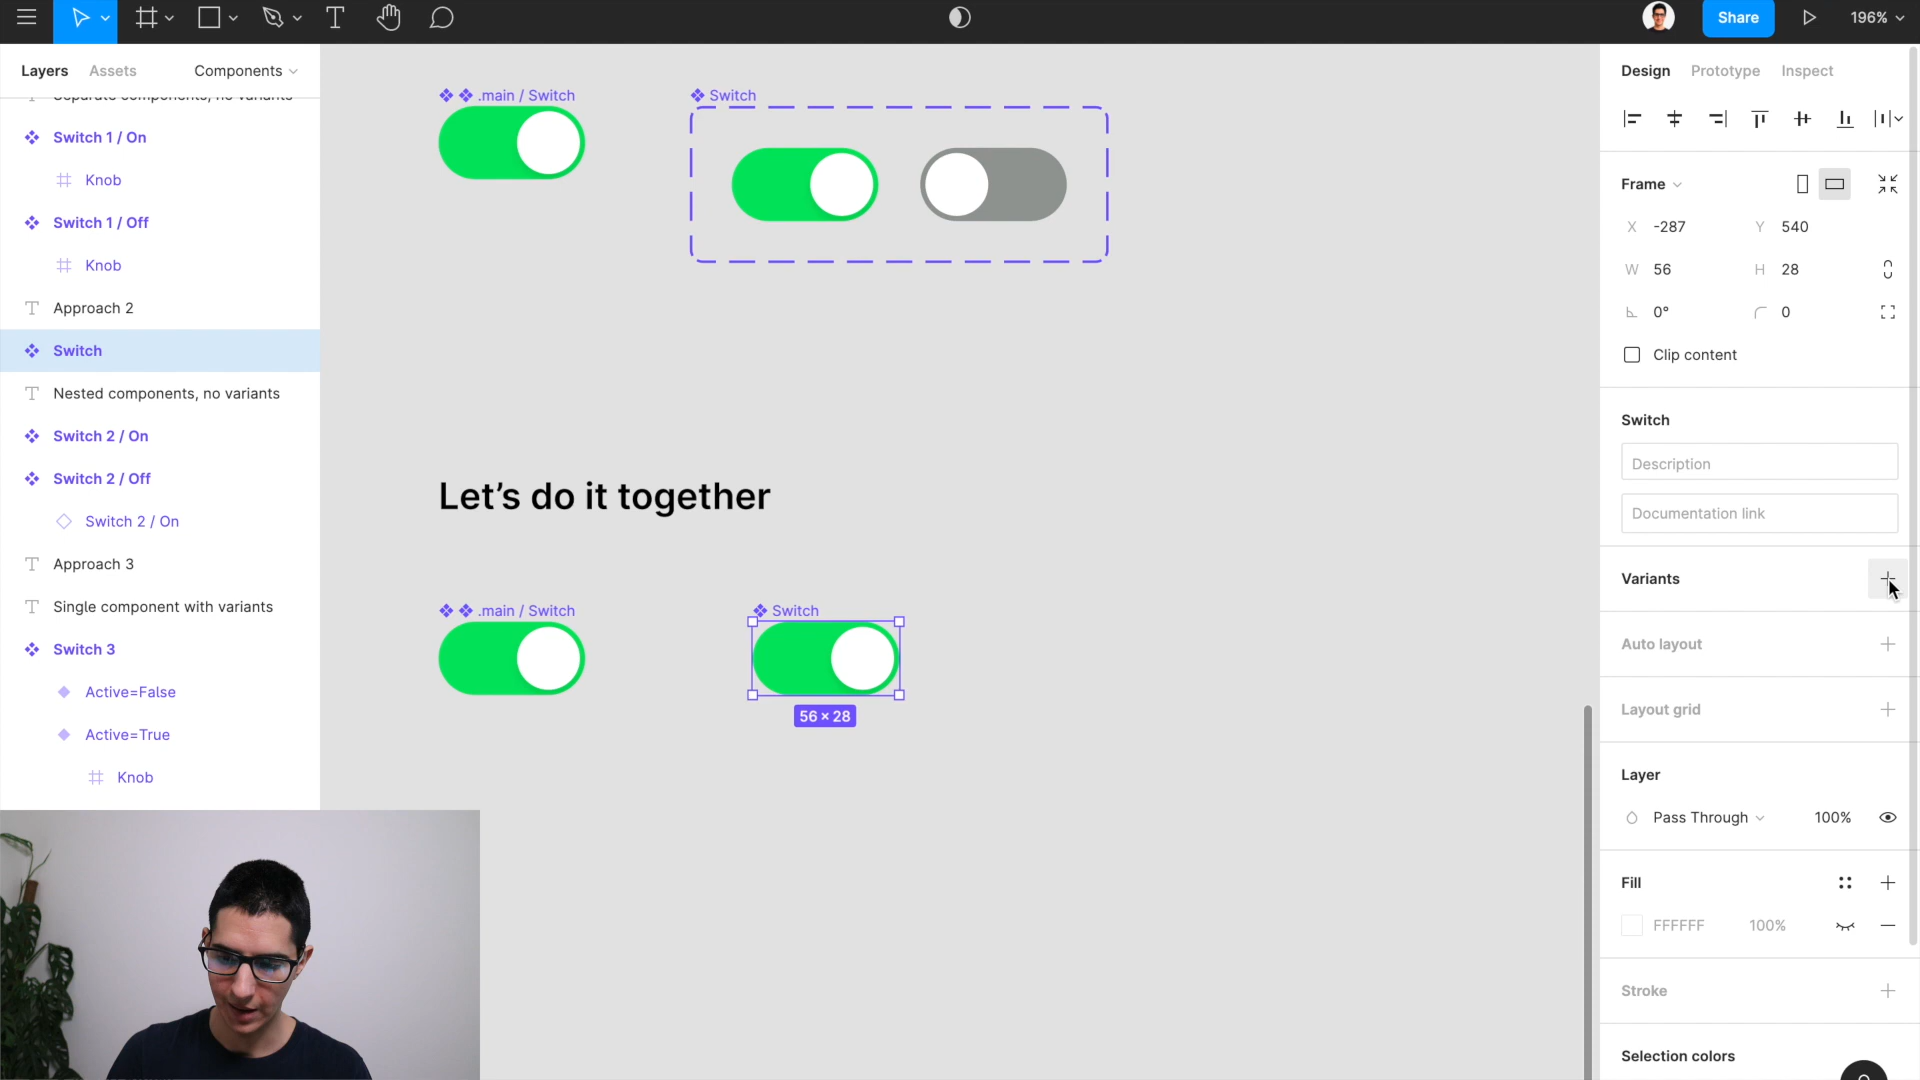 Share
196%
Layers
Assets
Components
Separate components, no variants
Switch 1 / On
Knob
Switch 1 / Off
Knob
Approach 2
Switch
Nested components, no variants
Switch 2 / On
Switch 2 / Off
Switch 2 / On
Approach 3
Single component with variants
Switch 3
Active=False
Active=True
Knob
.main / Switch
Switch
Let’s do it together
.main / Switch
Switch
56 × 28
Design
Prototype
Inspect
Frame
X -287
Y 540
W 56
H 28
0°
0
Clip content
Switch
Description
Documentation link
Variants
Auto layout
Layout grid
Layer
Pass Through
100%
Fill
FFFFFF
100%
Stroke
Selection colors